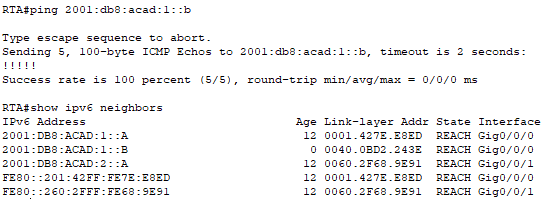 RTA#ping 2001:db8:acad:1::b
Type escape sequence to abort.
Sending 5, 100-byte ICMP Echos to 2001:db8:acad:1::b, timeout is 2 seconds:
!!!!!
Success rate is 100 percent (5/5), round-trip min/avg/max = 0/0/0 ms
RTA#show ipv6 neighbors
IPv6 Address Age Link-layer Addr State Interface
2001:DB8:ACAD:1::A 12 0001.427E.E8ED REACH Gig0/0/0
2001:DB8:ACAD:1::B 0 0040.0BD2.243E REACH Gig0/0/0
2001:DB8:ACAD:2::A 12 0060.2F68.9E91 REACH Gig0/0/1
FE80::201:42FF:FE7E:E8ED 12 0001.427E.E8ED REACH Gig0/0/0
FE80::260:2FFF:FE68:9E91 12 0060.2F68.9E91 REACH Gig0/0/1